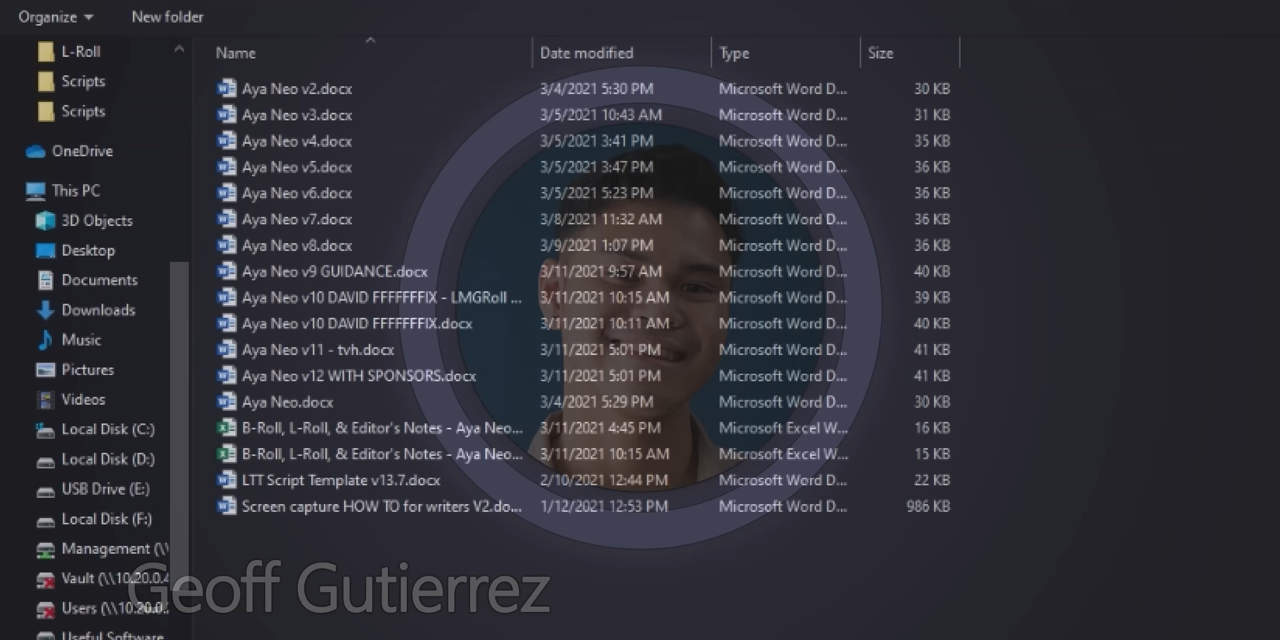 Organize New folder
L-Roll
Scripts
Scripts
OneDrive
This PC
3D Objects
Desktop
Documents
Downloads
Music
Pictures
Videos
Local Disk (C:)
Local Disk (D:)
USB Drive (E:)
Local Disk (F:)
Management (\\
Vault (\\10.20.0.4
Users (\\10.20.0.
Useful Software
Name Date modified Type Size
Aya Neo v2.docx 3/4/2021 5:30 PM Microsoft Word D... 30 KB
Aya Neo v3.docx 3/5/2021 10:43 AM Microsoft Word D... 31 KB
Aya Neo v4.docx 3/5/2021 3:41 PM Microsoft Word D... 35 KB
Aya Neo v5.docx 3/5/2021 3:47 PM Microsoft Word D... 36 KB
Aya Neo v6.docx 3/5/2021 5:23 PM Microsoft Word D... 36 KB
Aya Neo v7.docx 3/8/2021 11:32 AM Microsoft Word D... 36 KB
Aya Neo v8.docx 3/9/2021 1:07 PM Microsoft Word D... 36 KB
Aya Neo v9 GUIDANCE.docx 3/11/2021 9:57 AM Microsoft Word D... 40 KB
Aya Neo v10 DAVID FFFFFFFIX - LMGRoll ... 3/11/2021 10:15 AM Microsoft Word D... 39 KB
Aya Neo v10 DAVID FFFFFFFIX.docx 3/11/2021 10:11 AM Microsoft Word D... 40 KB
Aya Neo v11 - tvh.docx 3/11/2021 5:01 PM Microsoft Word D... 41 KB
Aya Neo v12 WITH SPONSORS.docx 3/11/2021 5:01 PM Microsoft Word D... 41 KB
Aya Neo.docx 3/4/2021 5:29 PM Microsoft Word D... 30 KB
B-Roll, L-Roll, & Editor's Notes - Aya Neo... 3/11/2021 4:45 PM Microsoft Excel W... 16 KB
B-Roll, L-Roll, & Editor's Notes - Aya Neo... 3/11/2021 10:15 AM Microsoft Excel W... 15 KB
LTT Script Template v13.7.docx 2/10/2021 12:44 PM Microsoft Word D... 22 KB
Screen capture HOW TO for writers V2.do... 1/12/2021 12:53 PM Microsoft Word D... 986 KB
Geoff Gutierrez